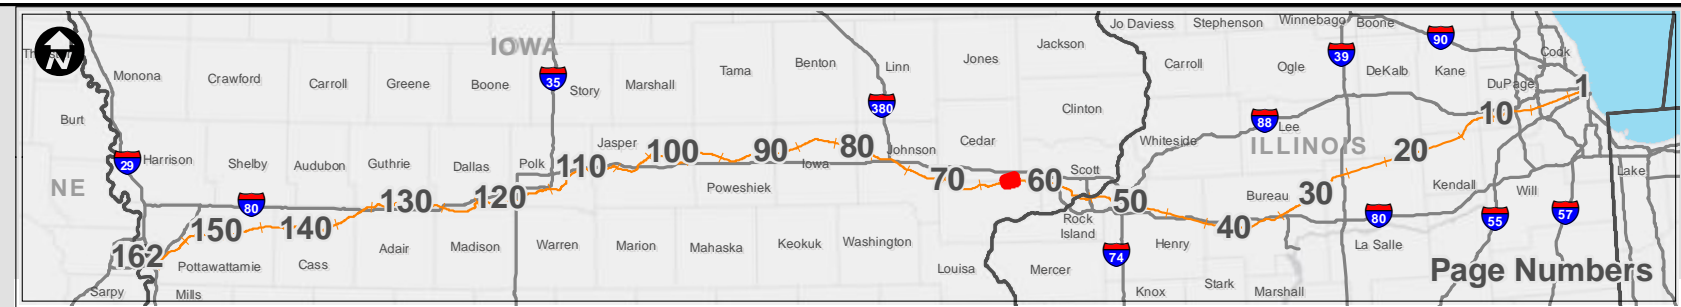 Jo Daviess Stephenson Winnebago Boone
IOWA Jackson 90
N Th
Monona Crawford Carroll Greene Boone 35 Story Marshall Tama Benton Linn Jones Carroll Ogle 39 DeKalb Kane Cook
DuPage 1
Burt 380 Clinton 88 Lee 10
Harrison Shelby Audubon Guthrie Dallas Polk Jasper 100 90 80 Johnson Cedar Whiteside ILLINOIS 20
29 110 Iowa Scott Lake
NE 80 130 120 Poweshiek 70 60 50 Bureau 30 Kendall Will
162 150 140 Adair Madison Warren Marion Mahaska Keokuk Washington Rock Island 40 80 55 57
Pottawattamie Cass Louisa Mercer 74 Henry La Salle
Sarpy Mills Knox Stark Marshall Page Numbers